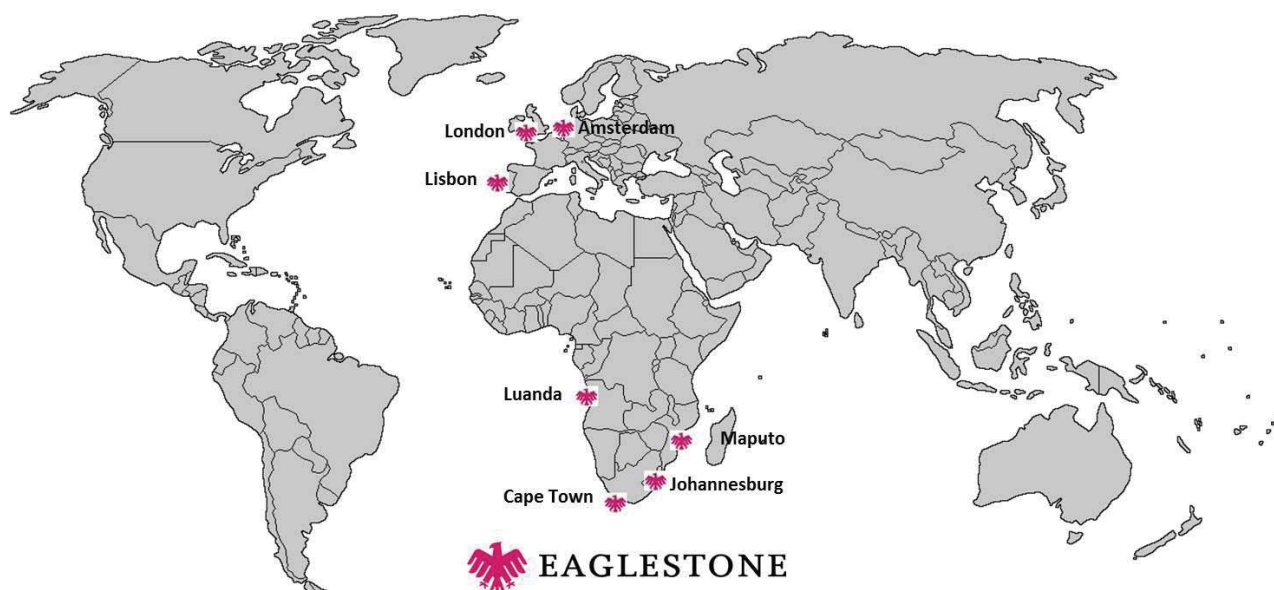 London
Amsterdam
Lisbon
Luanda
Maputo
Johannesburg
Cape Town
EAGLESTONE